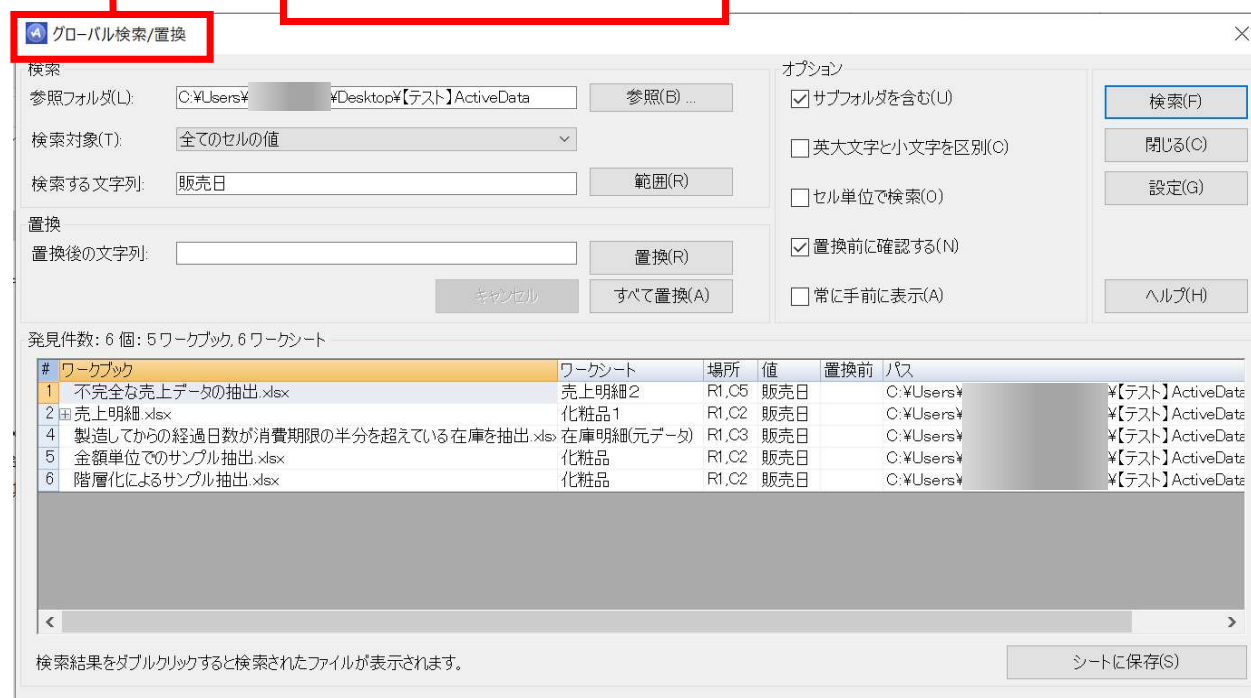 グローバル検索/置換
検索
参照フォルダ(L): C:¥Users¥ ¥Desktop¥【テスト】ActiveData 参照(B) ...
検索対象(T): 全てのセルの値
検索する文字列: 販売日 範囲(R)
置換
置換後の文字列: 置換(R)
キャンセル すべて置換(A)
オプション
サブフォルダを含む(U)
英大文字と小文字を区別(C)
セル単位で検索(O)
置換前に確認する(N)
常に手前に表示(A)
検索(F)
閉じる(C)
設定(G)
ヘルプ(H)
発見件数: 6 個: 5 ワークブック, 6 ワークシート
# ワークブック ワークシート 場所 値 置換前 パス
1 不完全な売上データの抽出.xlsx 売上明細2 R1,C5 販売日 C:¥Users¥ ¥【テスト】ActiveData
2 売上明細.xlsx 化粧品1 R1,C2 販売日 C:¥Users¥ ¥【テスト】ActiveData
4 製造してからの経過日数が消費期限の半分を超えている在庫を抽出.xls 在庫明細(元データ) R1,C3 販売日 C:¥Users¥ ¥【テスト】ActiveData
5 金額単位でのサンプル抽出.xlsx 化粧品 R1,C2 販売日 C:¥Users¥ ¥【テスト】ActiveData
6 階層化によるサンプル抽出.xlsx 化粧品 R1,C2 販売日 C:¥Users¥ ¥【テスト】ActiveData
検索結果をダブルクリックすると検索されたファイルが表示されます。
シートに保存(S)